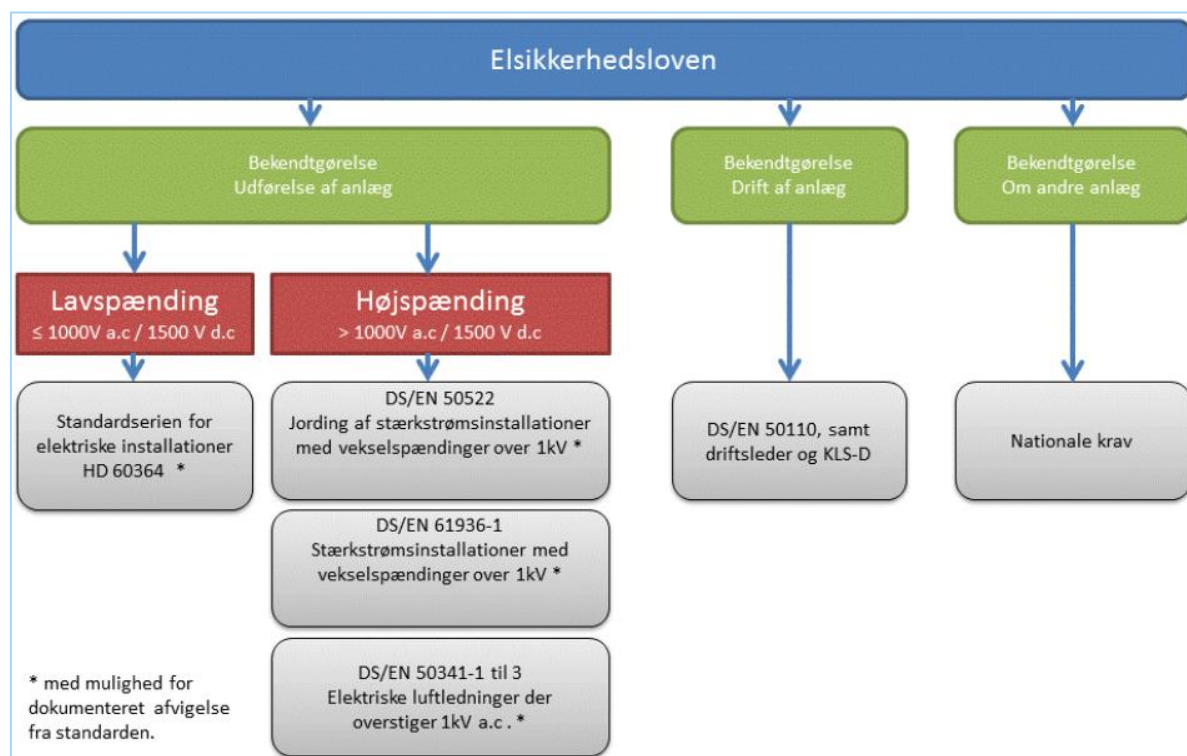 Elsikkerhedsloven
Bekendtgørelse
Udførelse af anlæg
Bekendtgørelse
Drift af anlæg
Bekendtgørelse
Om andre anlæg
Lavspænding
≤ 1000V a.c / 1500 V d.c
Højspænding
> 1000V a.c / 1500 V d.c
Standardserien for
elektriske installationer
HD 60364 *
DS/EN 50522
Jording af stærkstrømsinstallationer
med vekselspændinger over 1kV *
DS/EN 61936-1
Stærkstrømsinstallationer med
vekselspændinger over 1kV *
DS/EN 50341-1 til 3
Elektriske luftledninger der
overstiger 1kV a.c . *
DS/EN 50110, samt
driftsleder og KLS-D
Nationale krav
* med mulighed for
dokumenteret afvigelse
fra standarden.